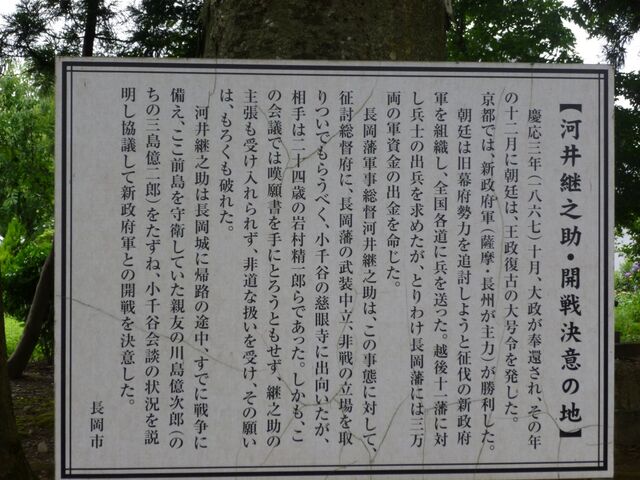 【河井継之助・開戦決意の地】
慶応三年（一八六七）十月、大政が奉還され、その年
の十二月に朝廷は、王政復古の大号令を発した。
京都では、新政府軍（薩摩・長州が主力）が勝利した。
朝廷は旧幕府勢力を追討しようと征伐の新政府
軍を組織し、全国各道に兵を送った。越後十一藩に対
し兵士の出兵を求めたが、とりわけ長岡藩には三万
両の軍資金の出金を命じた。
長岡藩軍事総督河井継之助は、この事態に対して、
征討総督府に、長岡藩の武装中立、非戦の立場を取
りついでもらうべく、小千谷の慈眼寺に出向いたが、
相手は二十四歳の岩村精一郎らであった。しかも、こ
の会議では嘆願書を手にとろうともせず、継之助の
主張も受け入れられず、非道な扱いを受け、その願い
は、もろくも破れた。
河井継之助は長岡城に帰路の途中、すでに戦争に
備え、ここ前島を守衛していた親友の川島億次郎（の
ちの三島億二郎）をたずね、小千谷会談の状況を説
明し協議して新政府軍との開戦を決意した。
長岡市